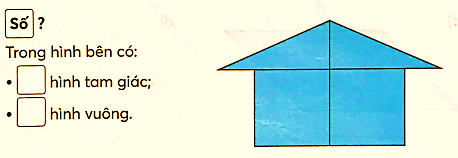 Số ?
Trong hình bên có:
• hình tam giác;
• hình vuông.